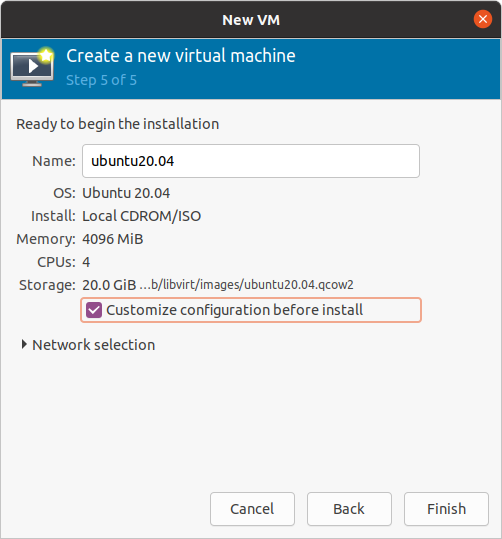 New VM
Create a new virtual machine
Step 5 of 5
Ready to begin the installation
Name: ubuntu20.04
OS: Ubuntu 20.04
Install: Local CDROM/ISO
Memory: 4096 MiB
CPUs: 4
Storage: 20.0 GiB ...b/libvirt/images/ubuntu20.04.qcow2
Customize configuration before install
Network selection
Cancel Back Finish